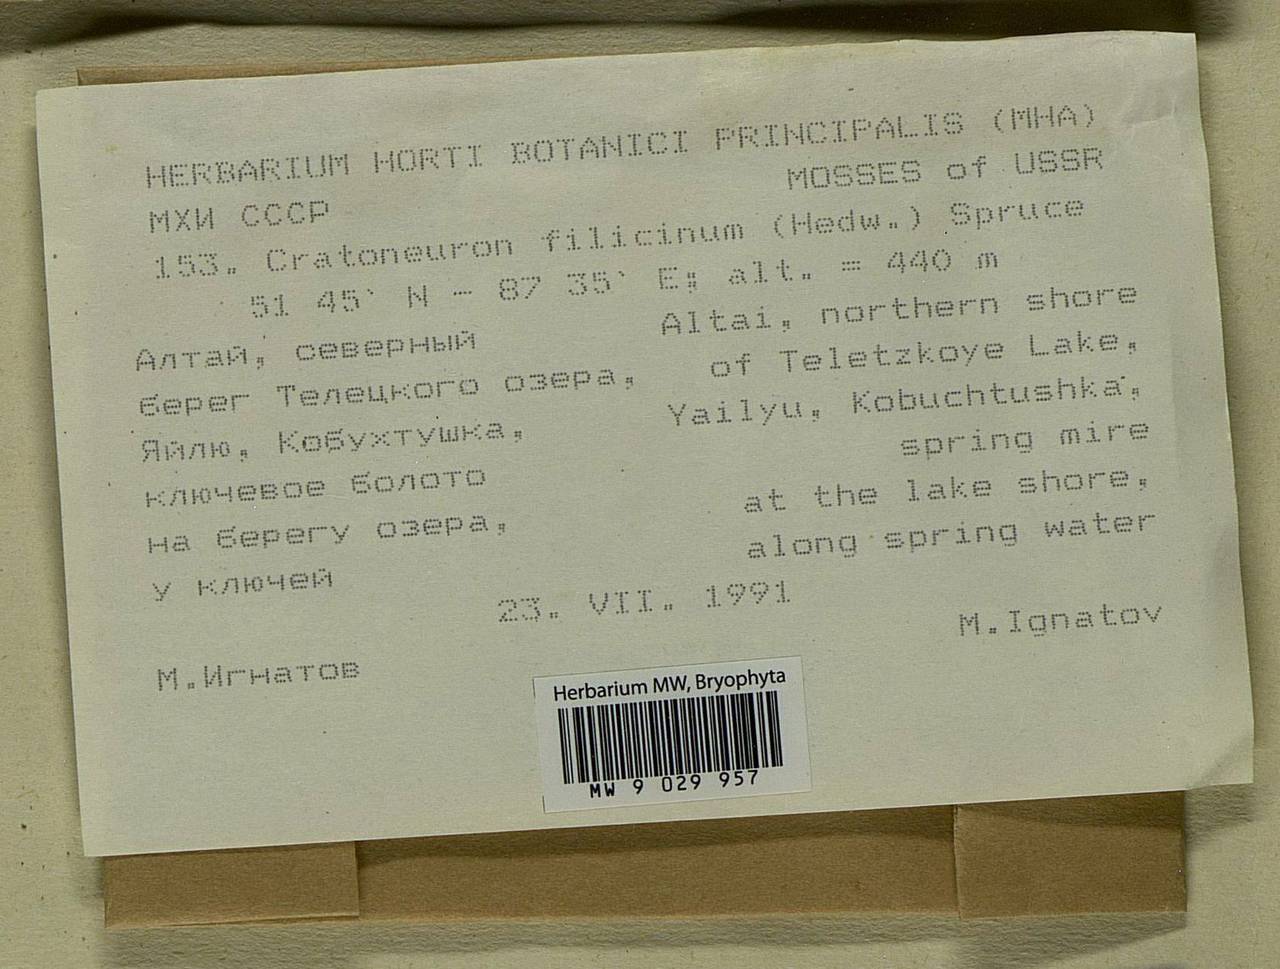 HERBARIUM HORTI BOTANICI PRINCIPALIS (MHA)
МХИ СССР MOSSES of USSR
153. Cratoneuron filicinum (Hedw.) Spruce
51 45` N - 87 35` E; alt. = 440 m
Алтай, северный Altai, northern shore
берег Телецкого озера, of Teletzkoye Lake,
Яйлю, Кобухтушка, Yailyu, Kobuchtushka,
ключевое болото spring mire
на берегу озера, at the lake shore,
у ключей along spring water
23. VII. 1991
М.Игнатов M.Ignatov
Herbarium MW, Bryophyta
MW 9 029 957